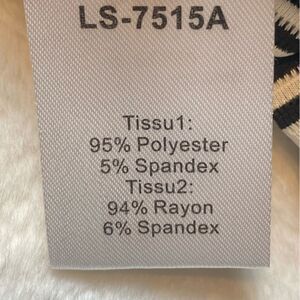 LS-7515A
Tissu1:
95% Polyester
5% Spandex
Tissu2:
94% Rayon
6% Spandex